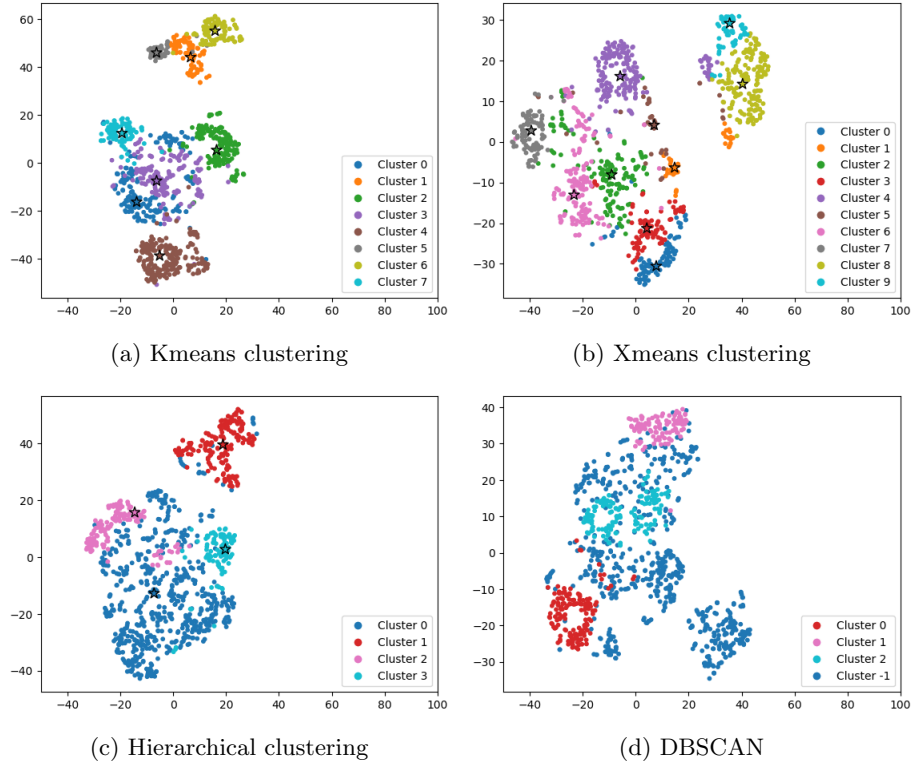 60
40
20
0
−20
−40
−40 −20 0 20 40 60 80 100
Cluster 0
Cluster 1
Cluster 2
Cluster 3
Cluster 4
Cluster 5
Cluster 6
Cluster 7
(a) Kmeans clustering
30
20
10
0
−10
−20
−30
−40 −20 0 20 40 60 80 100
Cluster 0
Cluster 1
Cluster 2
Cluster 3
Cluster 4
Cluster 5
Cluster 6
Cluster 7
Cluster 8
Cluster 9
(b) Xmeans clustering
40
20
0
−20
−40
−40 −20 0 20 40 60 80 100
Cluster 0
Cluster 1
Cluster 2
Cluster 3
(c) Hierarchical clustering
40
30
20
10
0
−10
−20
−30
−40 −20 0 20 40 60 80 100
Cluster 0
Cluster 1
Cluster 2
Cluster -1
(d) DBSCAN